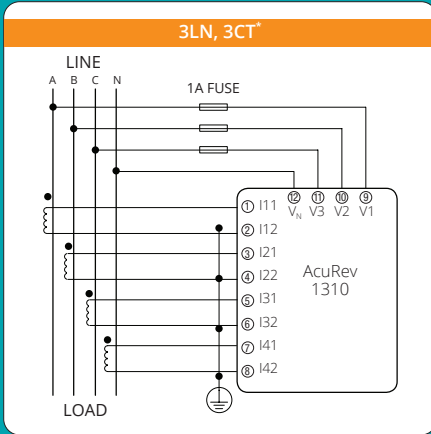 3LN, 3CT*
LINE
A B C N
1A FUSE
⑫ ⑪ ⑩ ⑨
VN V3 V2 V1
① I11
② I12
③ I21
④ I22
⑤ I31
⑥ I32
⑦ I41
⑧ I42
AcuRev
1310
LOAD